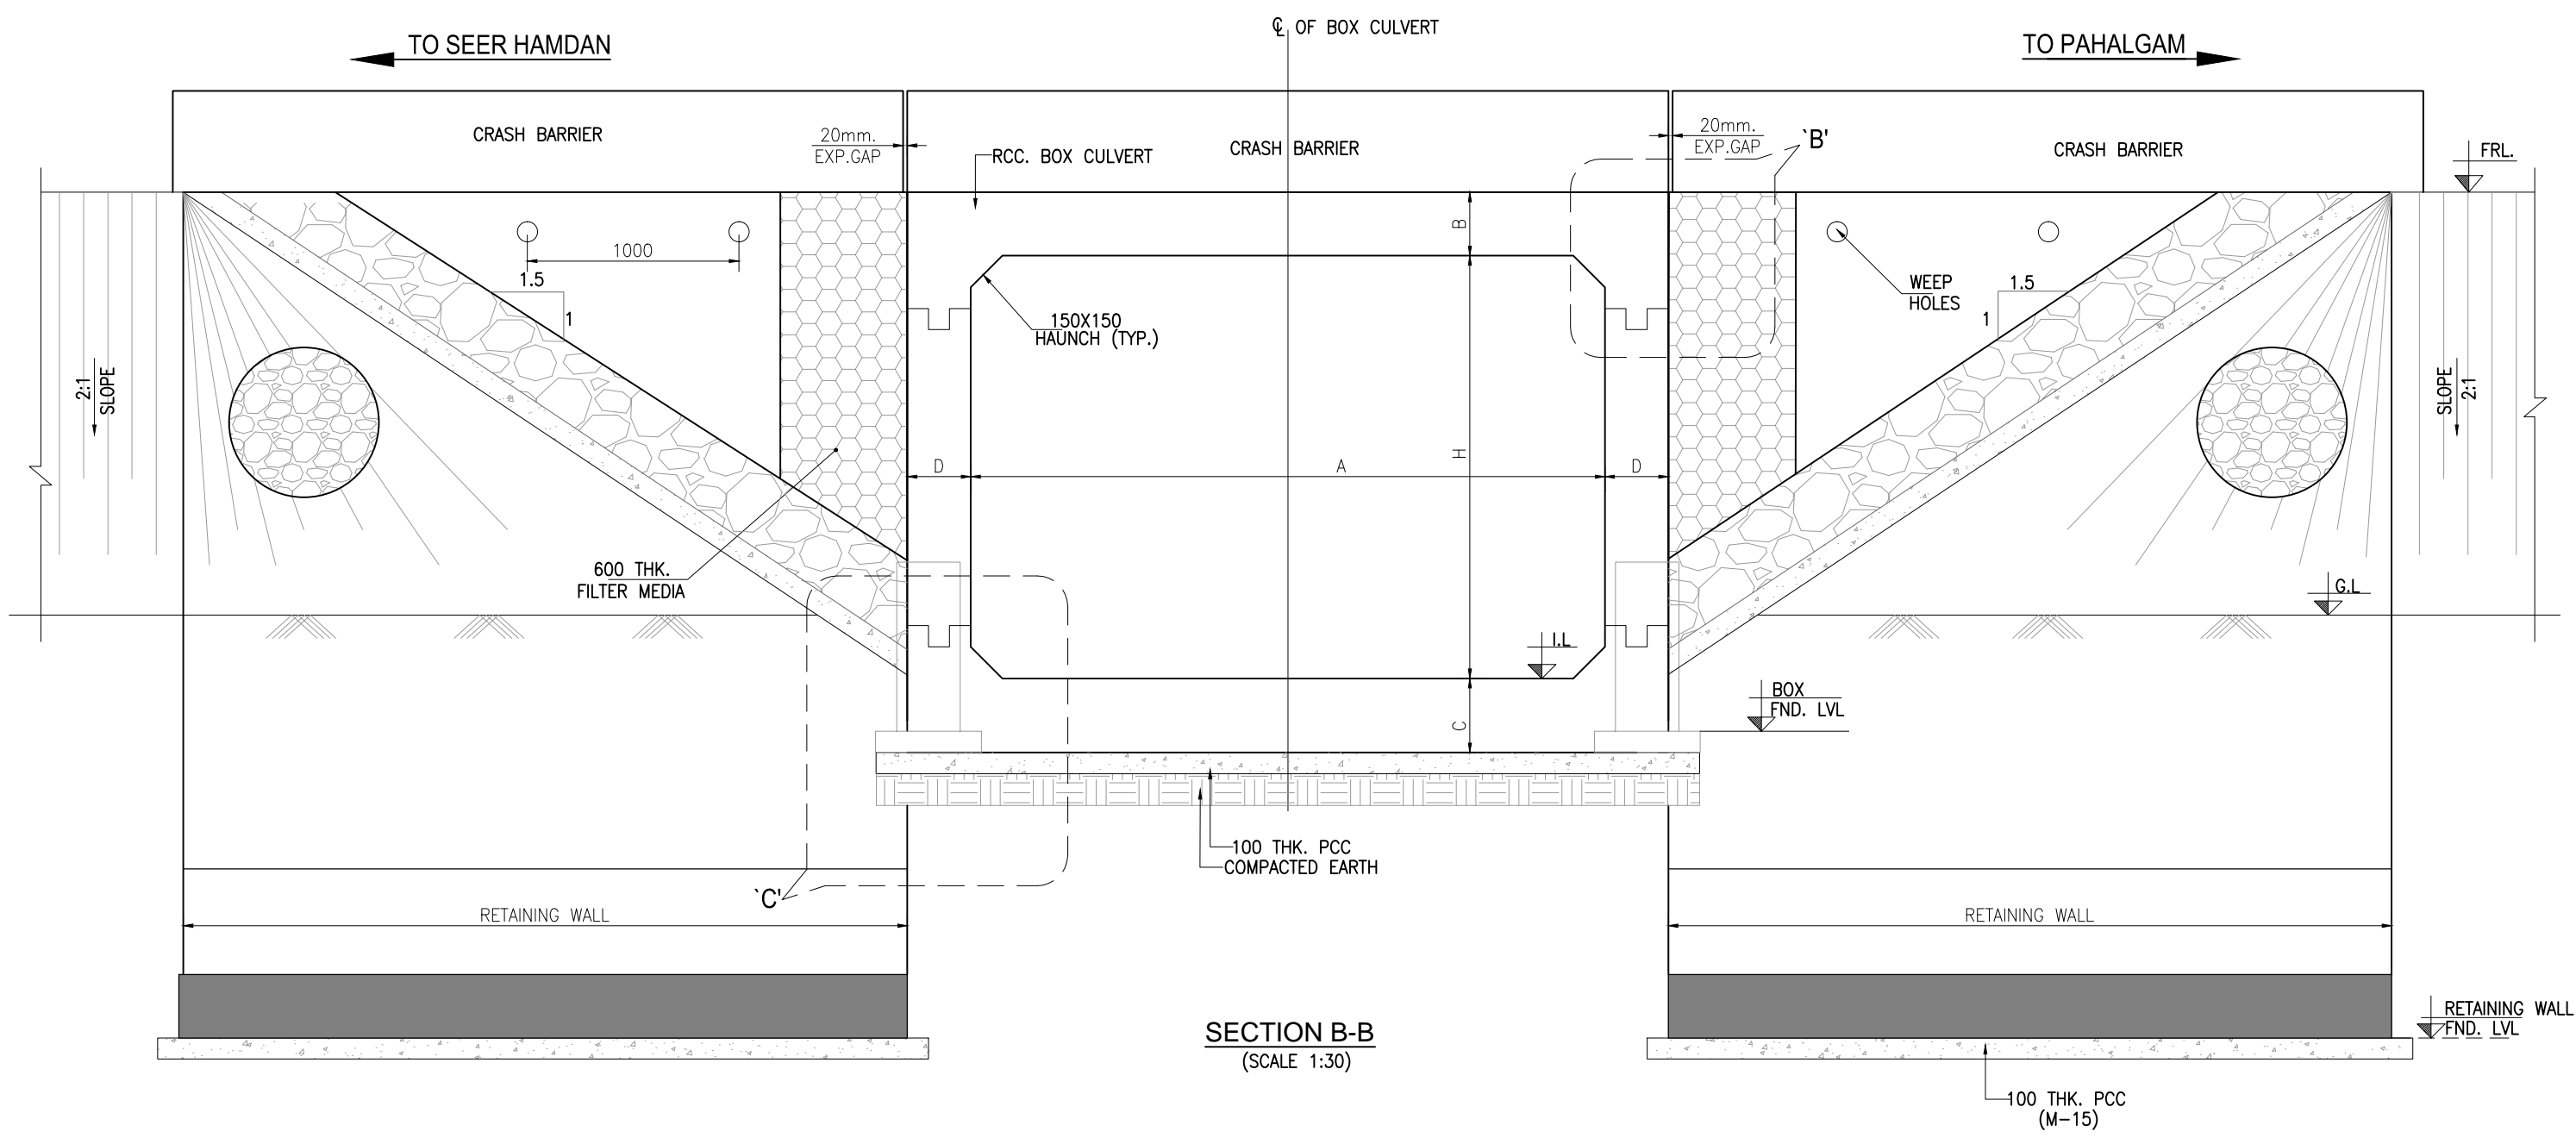 ℄ OF BOX CULVERT
TO SEER HAMDAN
TO PAHALGAM
CRASH BARRIER
20mm.
EXP.GAP
RCC. BOX CULVERT
CRASH BARRIER
20mm.
EXP.GAP
`B'
CRASH BARRIER
FRL.
B
1000
1.5
1
150X150
HAUNCH (TYP.)
WEEP
HOLES
1.5
1
2:1
SLOPE
SLOPE
2:1
D
A
H
D
600 THK.
FILTER MEDIA
G.L
I.L
BOX
FND. LVL
C
100 THK. PCC
COMPACTED EARTH
`C'
RETAINING WALL
RETAINING WALL
SECTION B-B
(SCALE 1:30)
RETAINING WALL
FND. LVL
100 THK. PCC
(M-15)